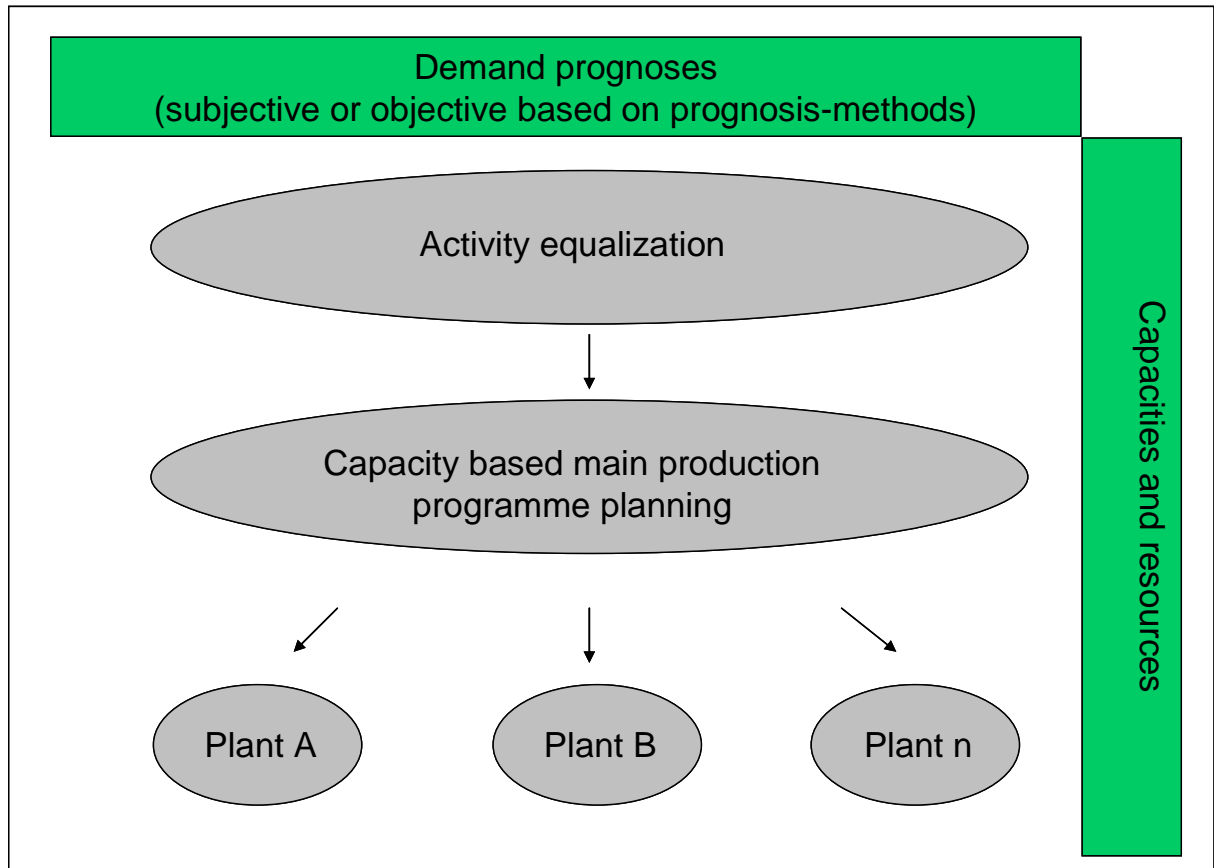 Demand prognoses
(subjective or objective based on prognosis-methods)
Activity equalization
Capacity based main production
programme planning
Plant A
Plant B
Plant n
Capacities and resources